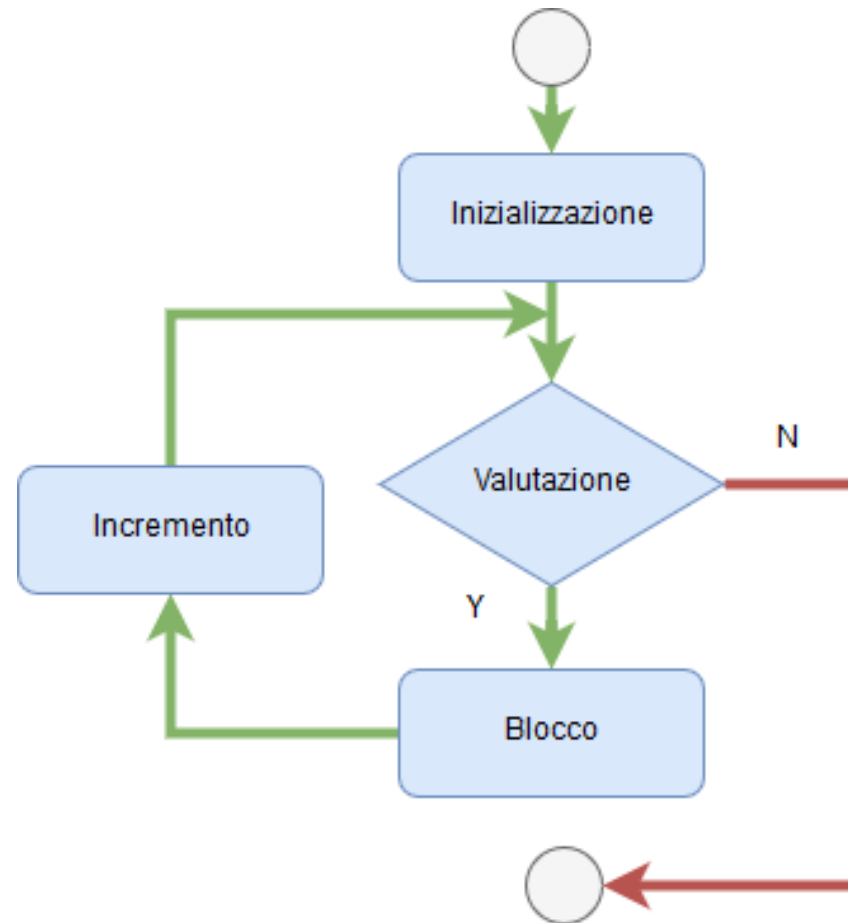 Inizializzazione
Valutazione
N
Incremento
Y
Blocco